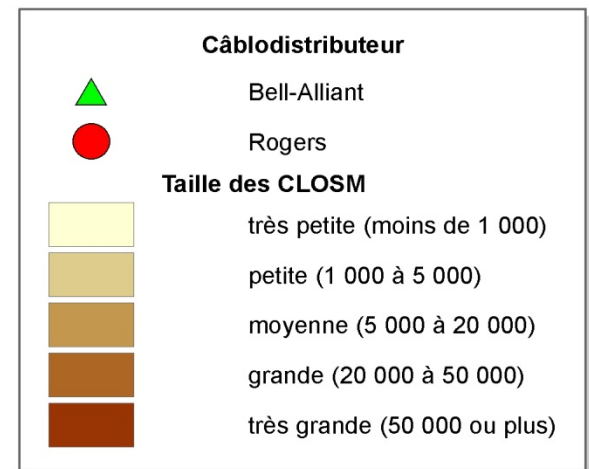 Câblodistributeur
Bell-Alliant
Rogers
Taille des CLOSM
très petite (moins de 1 000)
petite (1 000 à 5 000)
moyenne (5 000 à 20 000)
grande (20 000 à 50 000)
très grande (50 000 ou plus)